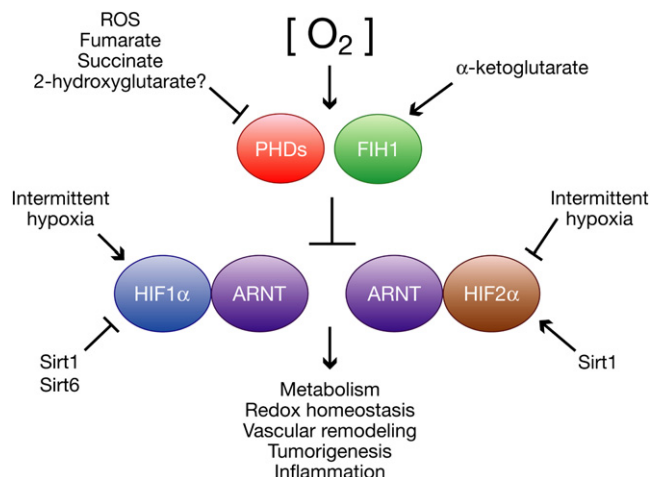 ROS
Fumarate
Succinate
2-hydroxyglutarate?
[ O₂ ]
α-ketoglutarate
PHDs
FIH1
Intermittent
hypoxia
Intermittent
hypoxia
HIF1α
ARNT
ARNT
HIF2α
Sirt1
Sirt6
Sirt1
Metabolism
Redox homeostasis
Vascular remodeling
Tumorigenesis
Inflammation